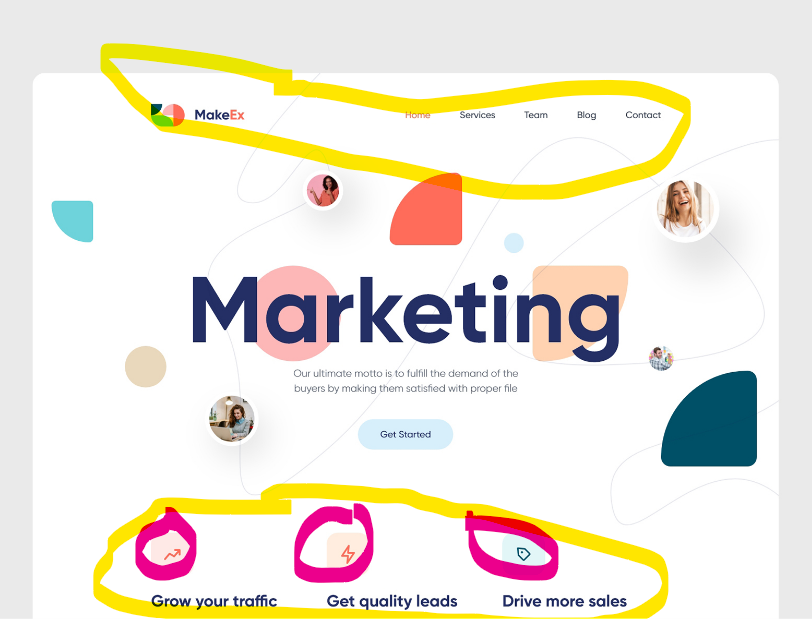 MakeEx
Home Services Team Blog Contact
Marketing
Our ultimate motto is to fulfill the demand of the
buyers by making them satisfied with proper file
Get Started
Grow your traffic Get quality leads Drive more sales